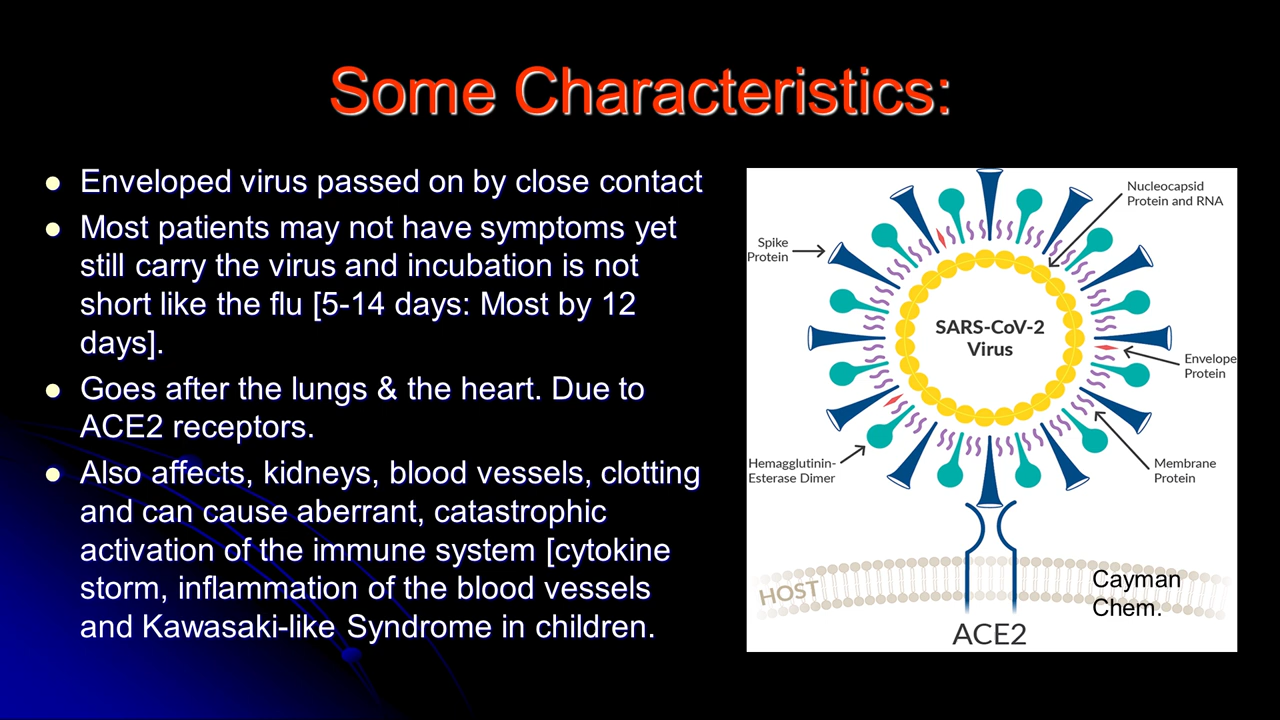 Some Characteristics:
Enveloped virus passed on by close contact
Most patients may not have symptoms yet
still carry the virus and incubation is not
short like the flu [5-14 days: Most by 12
days].
Goes after the lungs & the heart. Due to
ACE2 receptors.
Also affects, kidneys, blood vessels, clotting
and can cause aberrant, catastrophic
activation of the immune system [cytokine
storm, inflammation of the blood vessels
and Kawasaki-like Syndrome in children.
Nucleocapsid
Protein and RNA
Spike
Protein
SARS-CoV-2
Virus
Envelope
Protein
Hemagglutinin-
Esterase Dimer
Membrane
Protein
HOST
Cayman
Chem.
ACE2